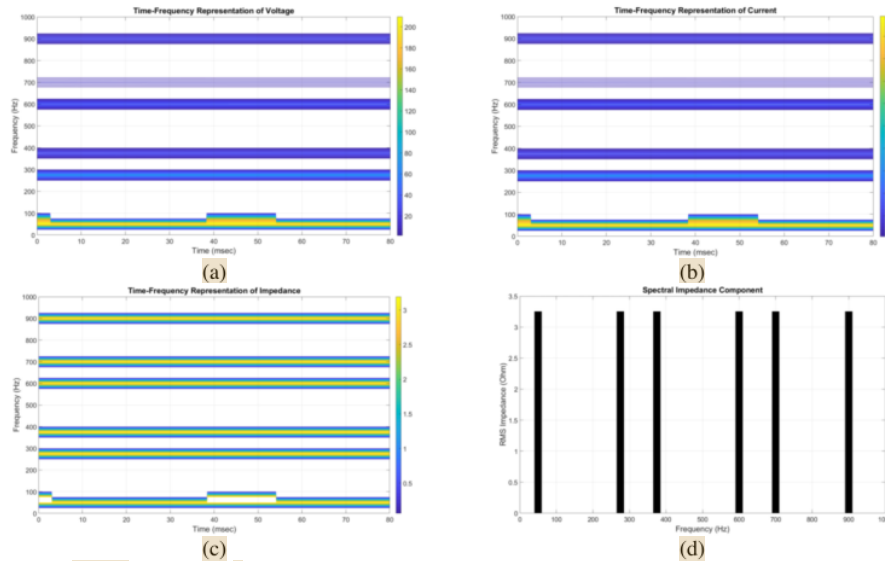 Time-Frequency Representation of Voltage
1000
900
800
700
600
500
400
300
200
100
0
Frequency (Hz)
0 10 20 30 40 50 60 70 80
Time (msec)
200
180
160
140
120
100
80
60
40
20
(a)
Time-Frequency Representation of Current
1000
900
800
700
600
500
400
300
200
100
0
Frequency (Hz)
0 10 20 30 40 50 60 70 80
Time (msec)
(b)
Time-Frequency Representation of Impedance
1000
900
800
700
600
500
400
300
200
100
0
Frequency (Hz)
0 10 20 30 40 50 60 70 80
Time (msec)
3
2.5
2
1.5
1
0.5
(c)
Spectral Impedance Component
3.5
3
2.5
2
1.5
1
0.5
0
RMS Impedance (Ohm)
0 100 200 300 400 500 600 700 800 900
Frequency (Hz)
(d)